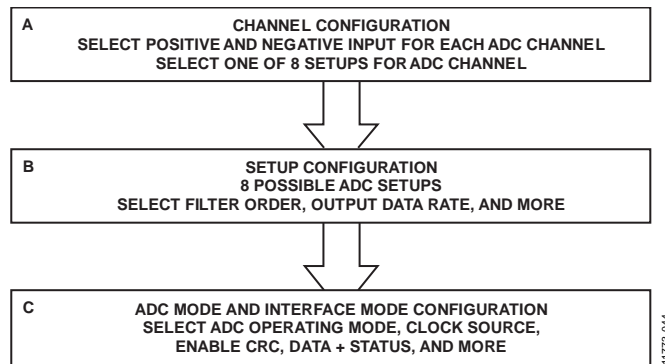 A
CHANNEL CONFIGURATION
SELECT POSITIVE AND NEGATIVE INPUT FOR EACH ADC CHANNEL
SELECT ONE OF 8 SETUPS FOR ADC CHANNEL
B
SETUP CONFIGURATION
8 POSSIBLE ADC SETUPS
SELECT FILTER ORDER, OUTPUT DATA RATE, AND MORE
C
ADC MODE AND INTERFACE MODE CONFIGURATION
SELECT ADC OPERATING MODE, CLOCK SOURCE,
ENABLE CRC, DATA + STATUS, AND MORE